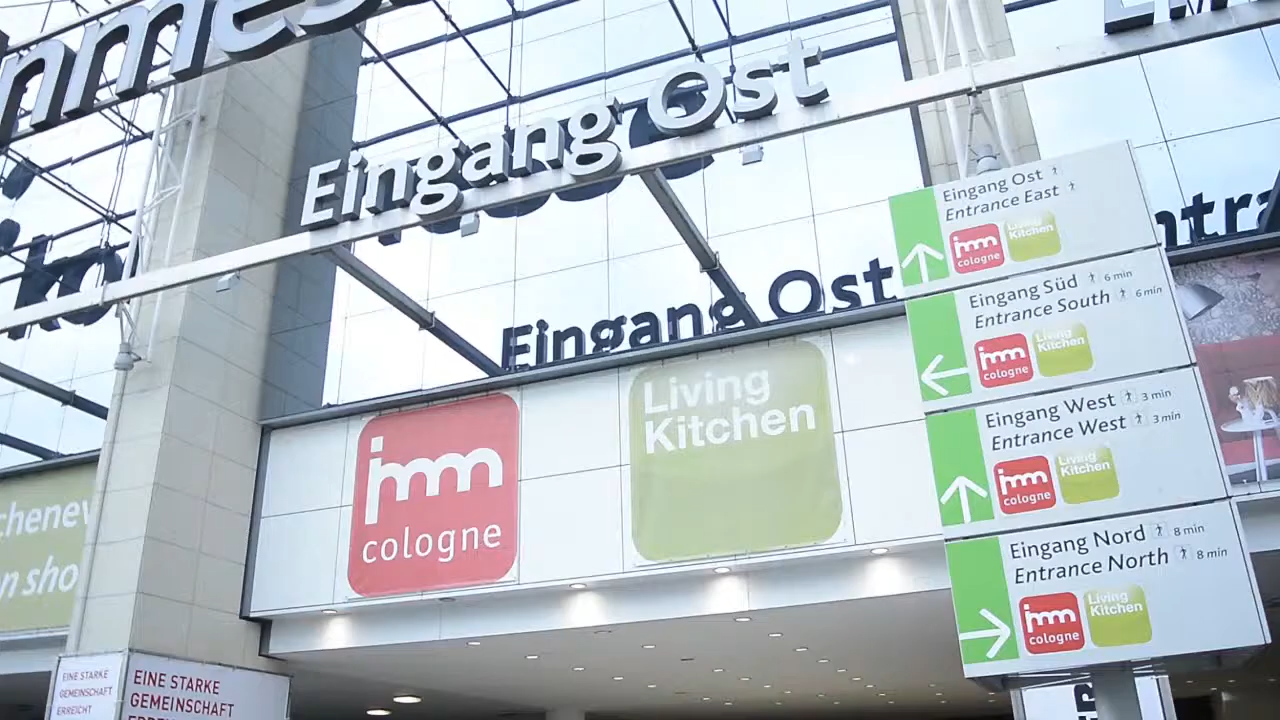 Eingang Ost
Eingang Ost
imm
cologne
Living
Kitchen
Eingang Ost
Entrance East
imm
cologne
Living
Kitchen
Eingang Süd 6 min
Entrance South 6 min
imm
cologne
Living
Kitchen
Eingang West 3 min
Entrance West 3 min
imm
cologne
Living
Kitchen
Eingang Nord 8 min
Entrance North 8 min
imm
cologne
Living
Kitchen
EINE STARKE
GEMEINSCHAFT
ERREICHT
EINE STARKE
GEMEINSCHAFT